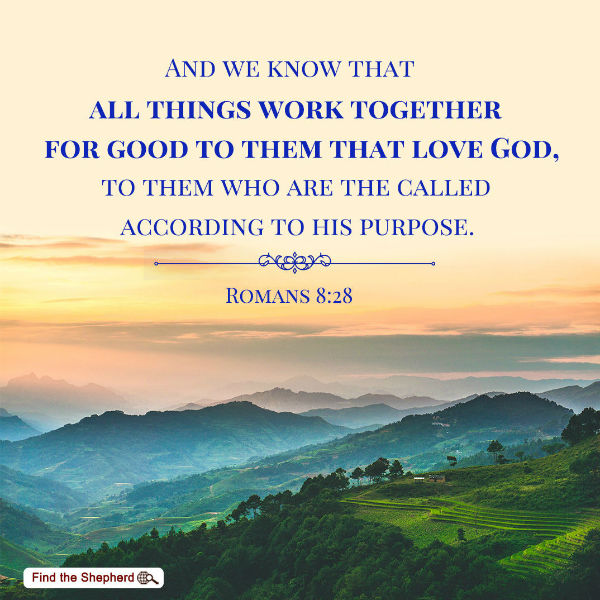 And we know that
all things work together
for good to them that love God,
to them who are the called
according to his purpose.
Romans 8:28
Find the Shepherd